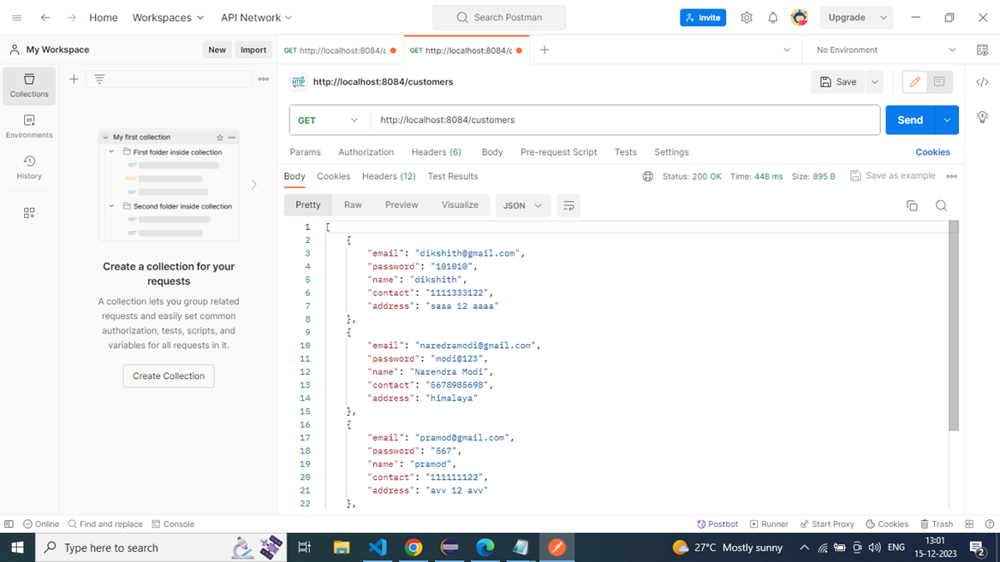 Home Workspaces API Network Search Postman Invite Upgrade
My Workspace New Import GET http://localhost:8084/a GET http://localhost:8084/c No Environment
Collections
Environments
History
My first collection
First folder inside collection
GET
POST
GET
Second folder inside collection
GET
GET
Create a collection for your
requests
A collection lets you group related
requests and easily set common
authorization, tests, scripts, and
variables for all requests in it.
Create Collection
HTTP http://localhost:8084/customers Save
GET http://localhost:8084/customers Send
Params Authorization Headers (6) Body Pre-request Script Tests Settings Cookies
Body Cookies Headers (12) Test Results Status: 200 OK Time: 448 ms Size: 895 B Save as example
Pretty Raw Preview Visualize JSON
1 [
2 {
3 "email": "dikshith@gmail.com",
4 "password": "101010",
5 "name": "dikshith",
6 "contact": "1111333122",
7 "address": "saaa 12 aaaa"
8 },
9 {
10 "email": "naredramodi@gmail.com",
11 "password": "modi@123",
12 "name": "Narendra Modi",
13 "contact": "5678985698",
14 "address": "himalaya"
15 },
16 {
17 "email": "pramod@gmail.com",
18 "password": "567",
19 "name": "pramod",
20 "contact": "111111122",
21 "address": "avv 12 avv"
22 },
Online Find and replace Console Postbot Runner Start Proxy Cookies Trash
Type here to search 27°C Mostly sunny ENG 13:01
15-12-2023 2